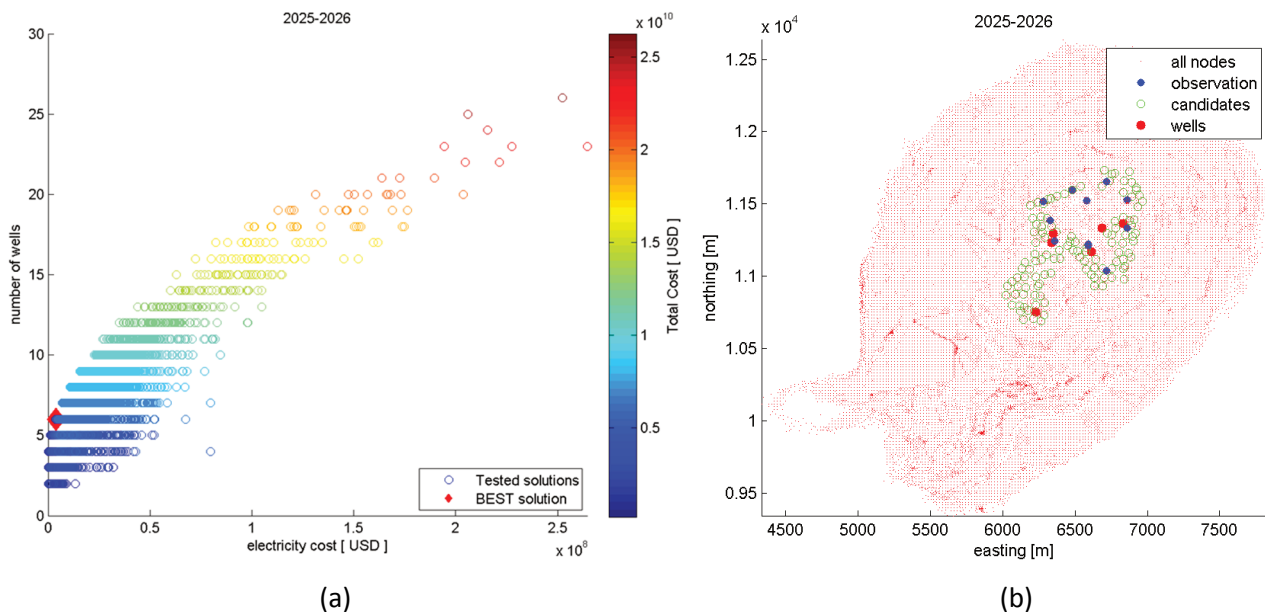 2025-2026
x 10^10
30
25
20
15
10
5
0
number of wells
0
0.5
1
1.5
2
2.5
x 10^8
electricity cost [ USD ]
Tested solutions
BEST solution
2.5
2
1.5
1
0.5
Total Cost [ USD ]
(a)
x 10^4
2025-2026
1.25
1.2
1.15
1.1
1.05
1
0.95
northing [m]
4500
5000
5500
6000
6500
7000
7500
easting [m]
all nodes
observation
candidates
wells
(b)